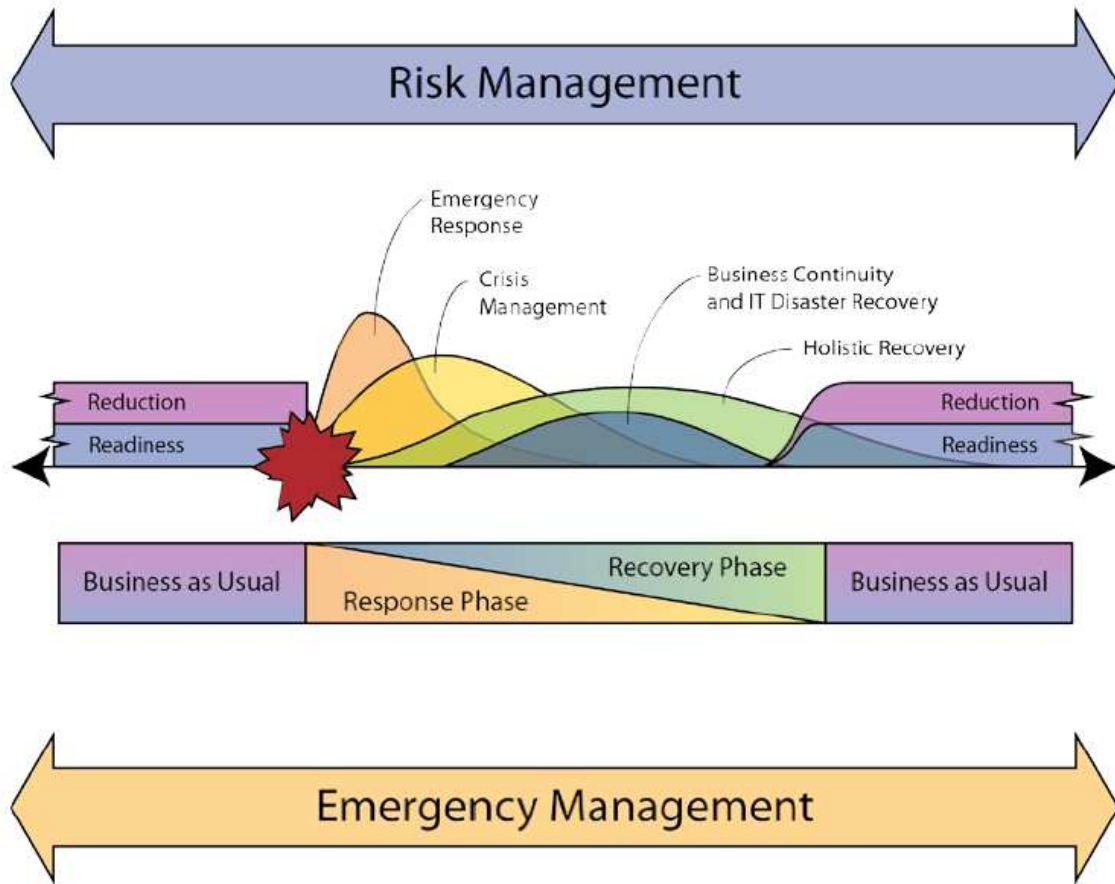 Risk Management
Emergency
Response
Crisis
Management
Business Continuity
and IT Disaster Recovery
Holistic Recovery
Reduction
Reduction
Readiness
Readiness
Business as Usual
Recovery Phase
Response Phase
Business as Usual
Emergency Management